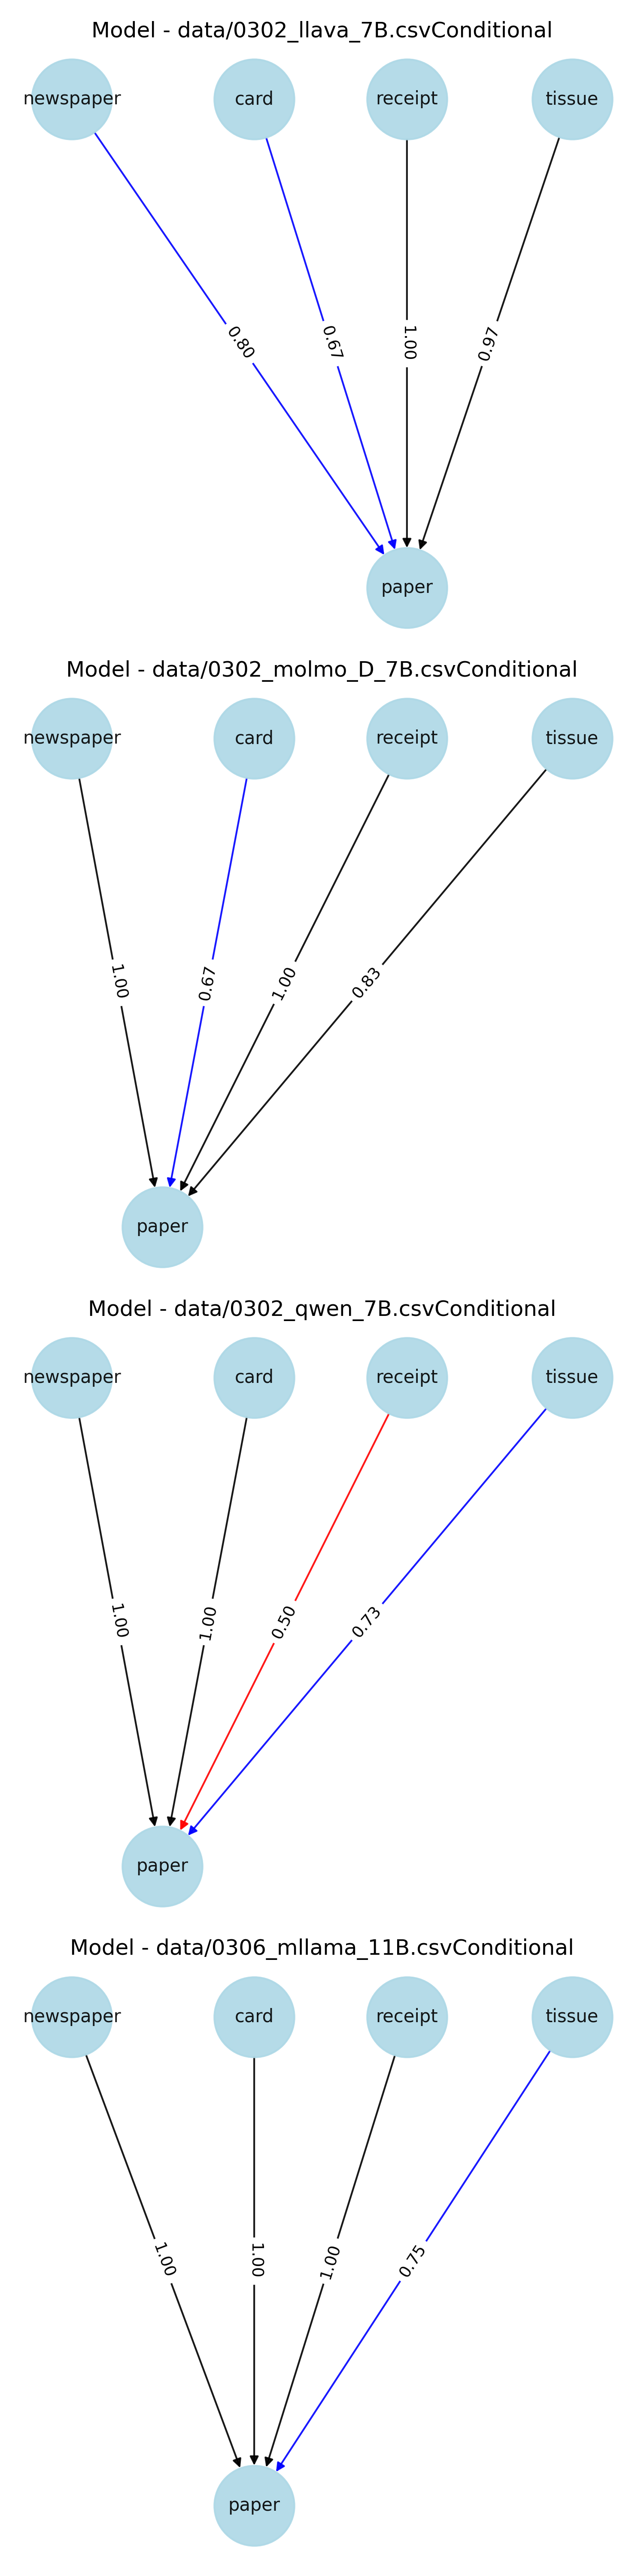 Model - data/0302_llava_7B.csvConditional
newspaper card receipt tissue
0.80 0.67 1.00 0.97
paper
Model - data/0302_molmo_D_7B.csvConditional
newspaper card receipt tissue
1.00 0.67 1.00 0.83
paper
Model - data/0302_qwen_7B.csvConditional
newspaper card receipt tissue
1.00 1.00 0.50 0.73
paper
Model - data/0306_mllama_11B.csvConditional
newspaper card receipt tissue
1.00 1.00 1.00 0.75
paper